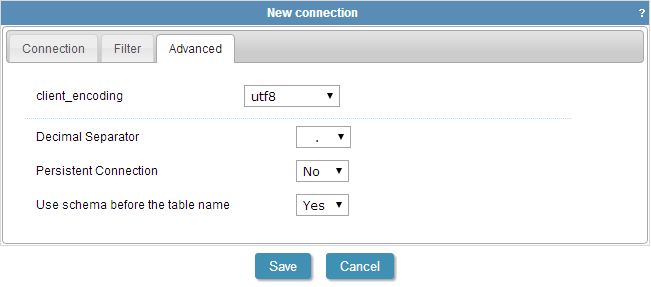 New connection ?
Connection Filter Advanced
client_encoding utf8
Decimal Separator .
Persistent Connection No
Use schema before the table name Yes
Save Cancel